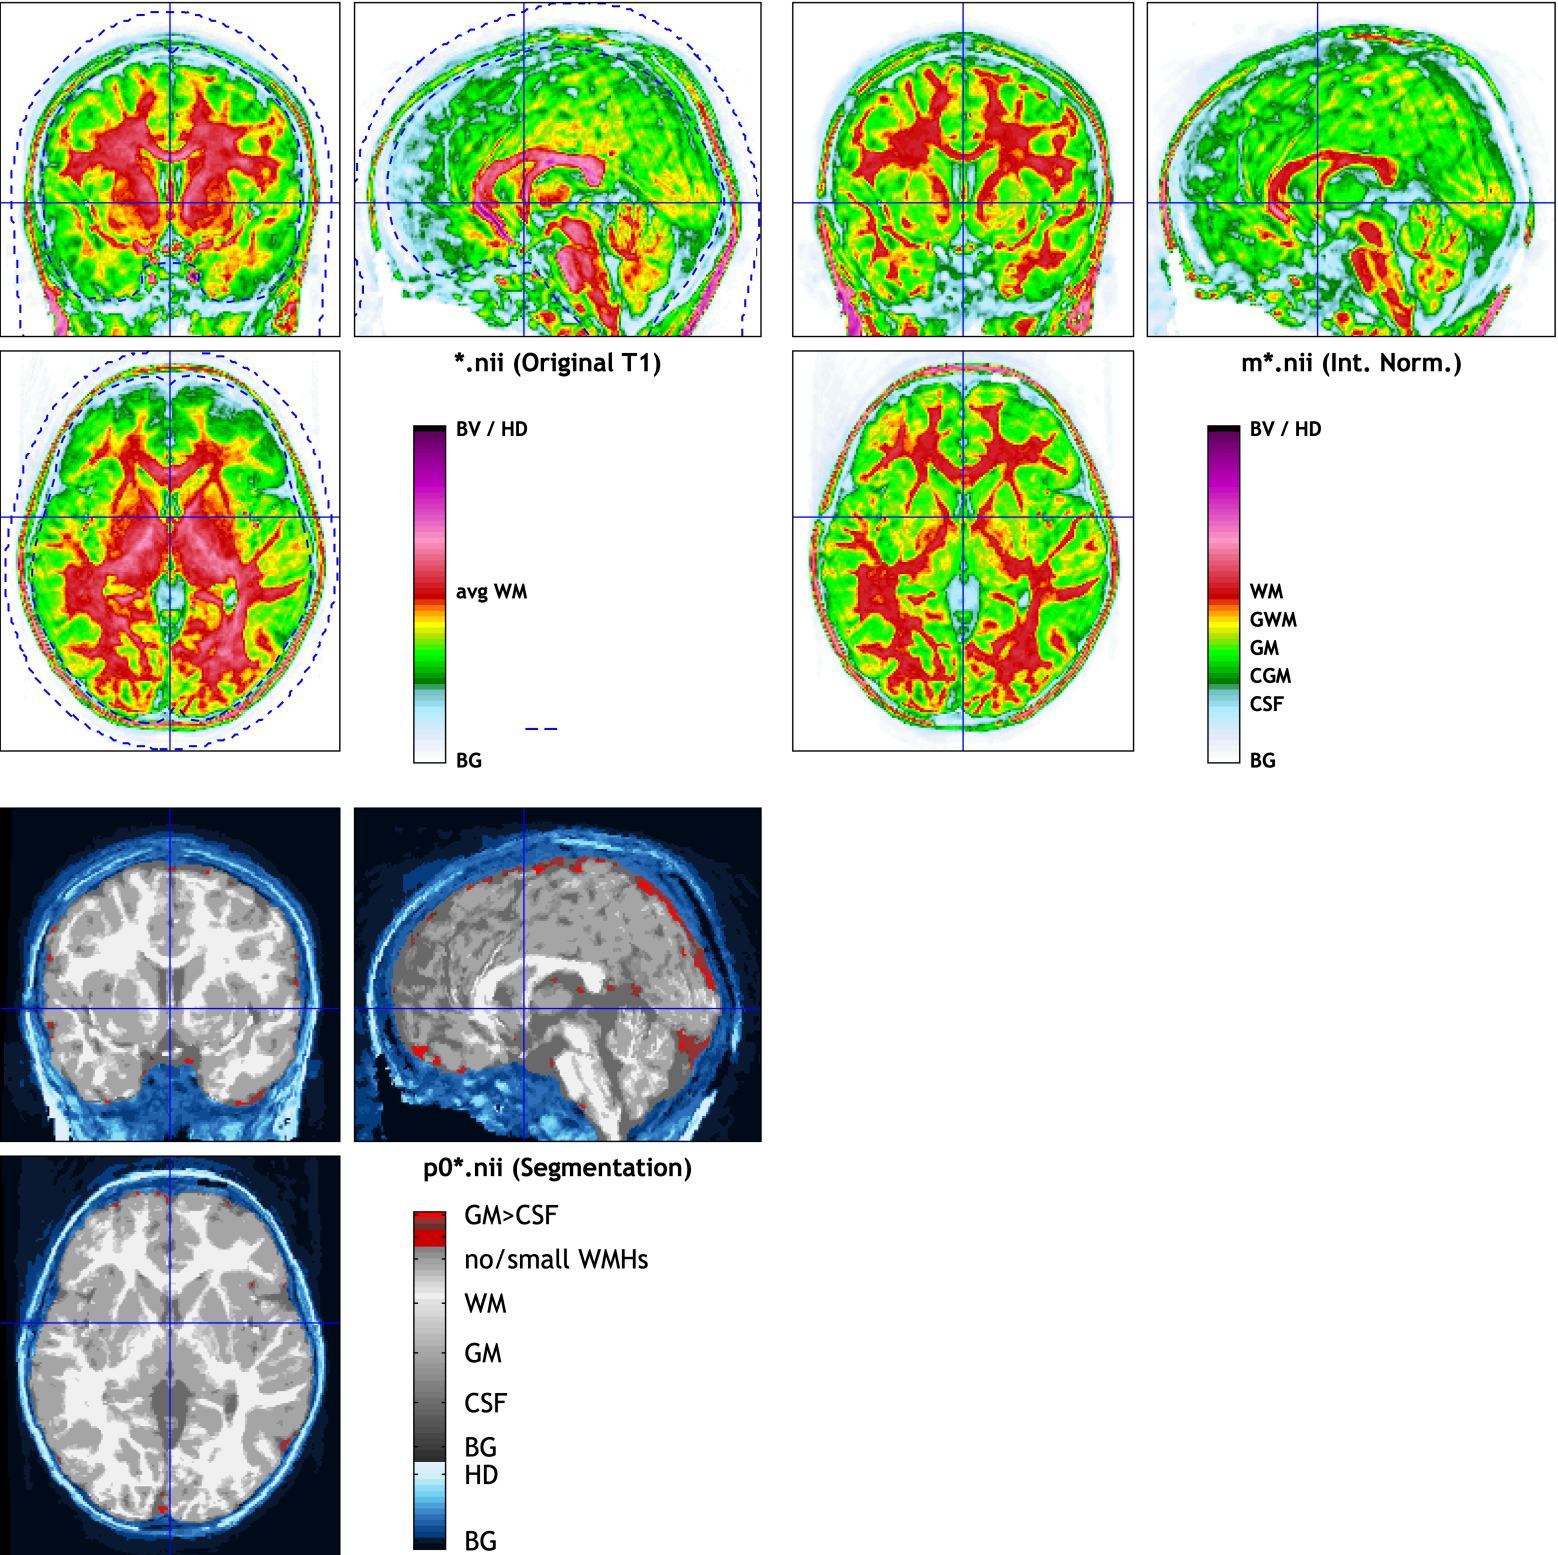 *.nii (Original T1)
BV / HD
avg WM
BG
m*.nii (Int. Norm.)
BV / HD
WM
GWM
GM
CGM
CSF
BG
p0*.nii (Segmentation)
GM>CSF
no/small WMHs
WM
GM
CSF
BG
HD
BG